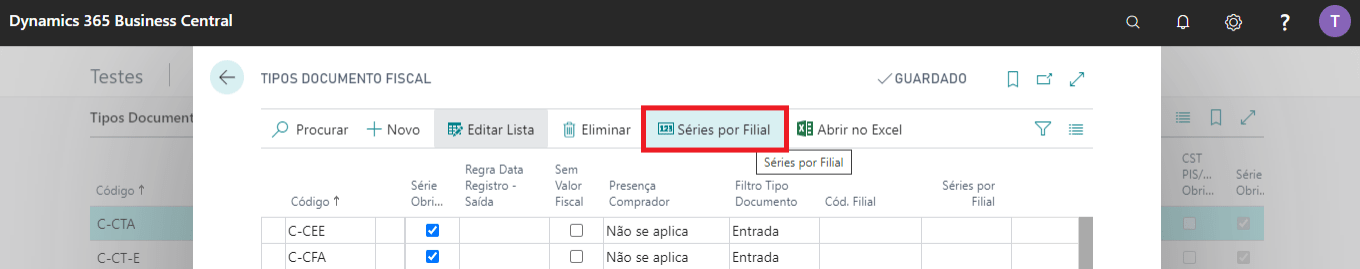 Dynamics 365 Business Central
?
T
Testes
TIPOS DOCUMENTO FISCAL
GUARDADO
Tipos Document
Procurar
Novo
Editar Lista
Eliminar
Séries por Filial
Abrir no Excel
Séries por Filial
Código ↑
Código ↑
Série
Obri...
Regra Data
Registro -
Saída
Sem
Valor
Fiscal
Presença
Comprador
Filtro Tipo
Documento
Cód. Filial
Séries por
Filial
CST
PIS/...
Obri...
Série
Obri...
C-CTA
C-CEE
Não se aplica
Entrada
C-CT-E
C-CFA
Não se aplica
Entrada